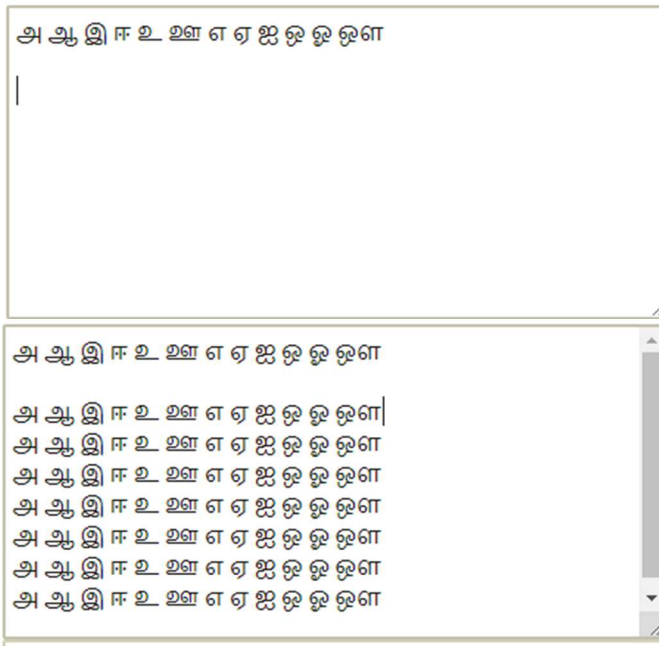 அ ஆ இ ஈ உ ஊ எ ஏ ஐ ஒ ஓ ஔ
அ ஆ இ ஈ உ ஊ எ ஏ ஐ ஒ ஓ ஔ
அ ஆ இ ஈ உ ஊ எ ஏ ஐ ஒ ஓ ஔ
அ ஆ இ ஈ உ ஊ எ ஏ ஐ ஒ ஓ ஔ
அ ஆ இ ஈ உ ஊ எ ஏ ஐ ஒ ஓ ஔ
அ ஆ இ ஈ உ ஊ எ ஏ ஐ ஒ ஓ ஔ
அ ஆ இ ஈ உ ஊ எ ஏ ஐ ஒ ஓ ஔ
அ ஆ இ ஈ உ ஊ எ ஏ ஐ ஒ ஓ ஔ
அ ஆ இ ஈ உ ஊ எ ஏ ஐ ஒ ஓ ஔ